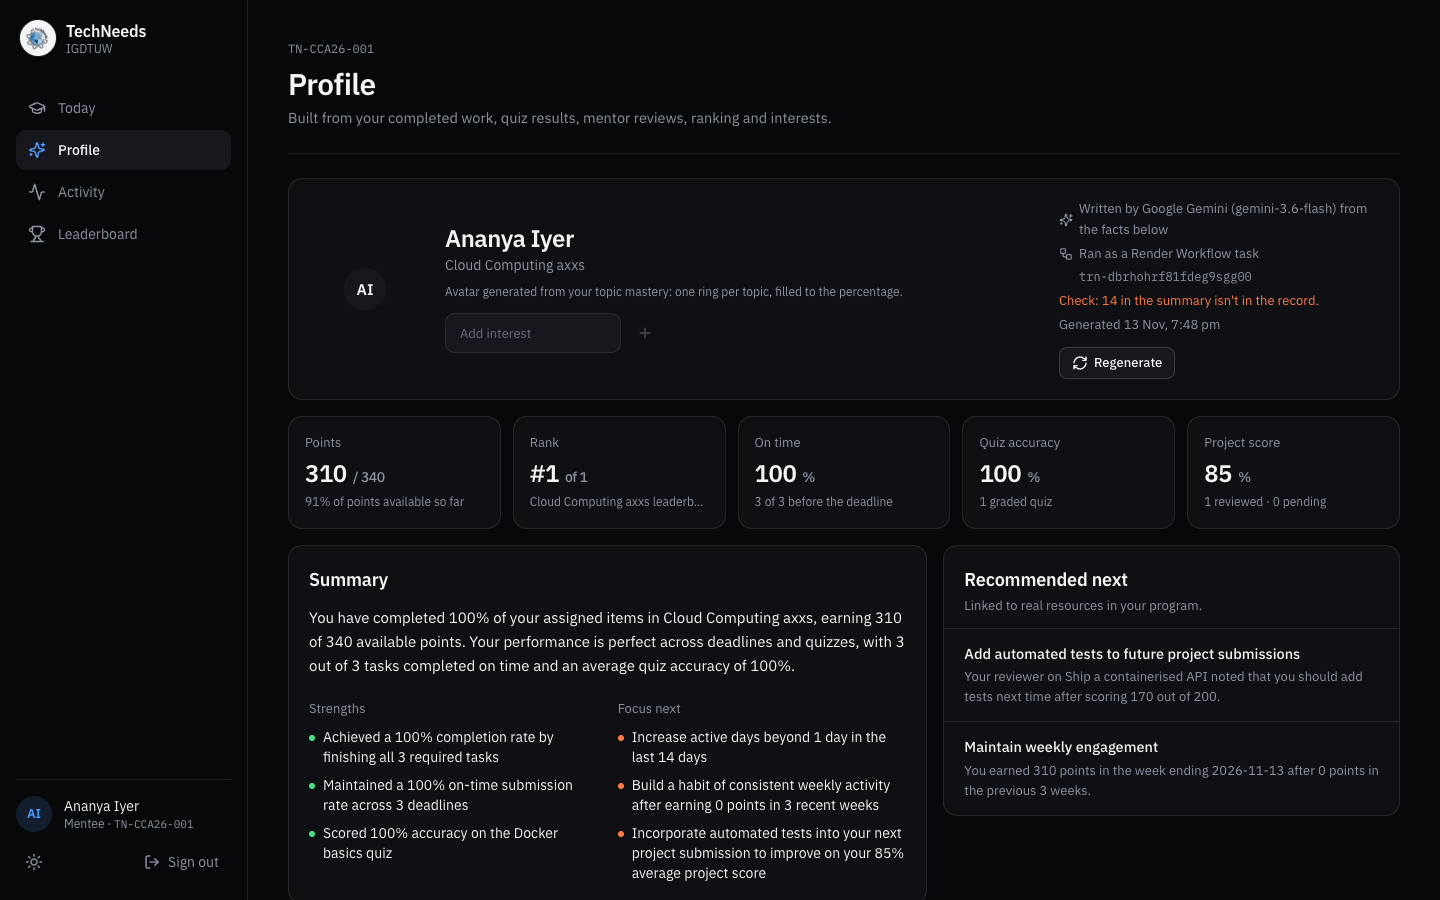 TechNeeds
IGDTUW
Today
Profile
Activity
Leaderboard
Ananya Iyer
AI
Mentee · TN-CCA26-001
Sign out
TN-CCA26-001
Profile
Built from your completed work, quiz results, mentor reviews, ranking and interests.
AI
Ananya Iyer
Cloud Computing axxs
Avatar generated from your topic mastery: one ring per topic, filled to the percentage.
Add interest
Written by Google Gemini (gemini-3.6-flash) from
the facts below
Ran as a Render Workflow task
trn-dbrhohrf81fdeg9sgg00
Check: 14 in the summary isn't in the record.
Generated 13 Nov, 7:48 pm
Regenerate
Points
310 / 340
91% of points available so far
Rank
#1 of 1
Cloud Computing axxs leaderb...
On time
100 %
3 of 3 before the deadline
Quiz accuracy
100 %
1 graded quiz
Project score
85 %
1 reviewed · 0 pending
Summary
You have completed 100% of your assigned items in Cloud Computing axxs, earning 310
of 340 available points. Your performance is perfect across deadlines and quizzes, with 3
out of 3 tasks completed on time and an average quiz accuracy of 100%.
Strengths
Achieved a 100% completion rate by
finishing all 3 required tasks
Maintained a 100% on-time submission
rate across 3 deadlines
Scored 100% accuracy on the Docker
basics quiz
Focus next
Increase active days beyond 1 day in the
last 14 days
Build a habit of consistent weekly activity
after earning 0 points in 3 recent weeks
Incorporate automated tests into your next
project submission to improve on your 85%
average project score
Recommended next
Linked to real resources in your program.
Add automated tests to future project submissions
Your reviewer on Ship a containerised API noted that you should add
tests next time after scoring 170 out of 200.
Maintain weekly engagement
You earned 310 points in the week ending 2026-11-13 after 0 points in
the previous 3 weeks.